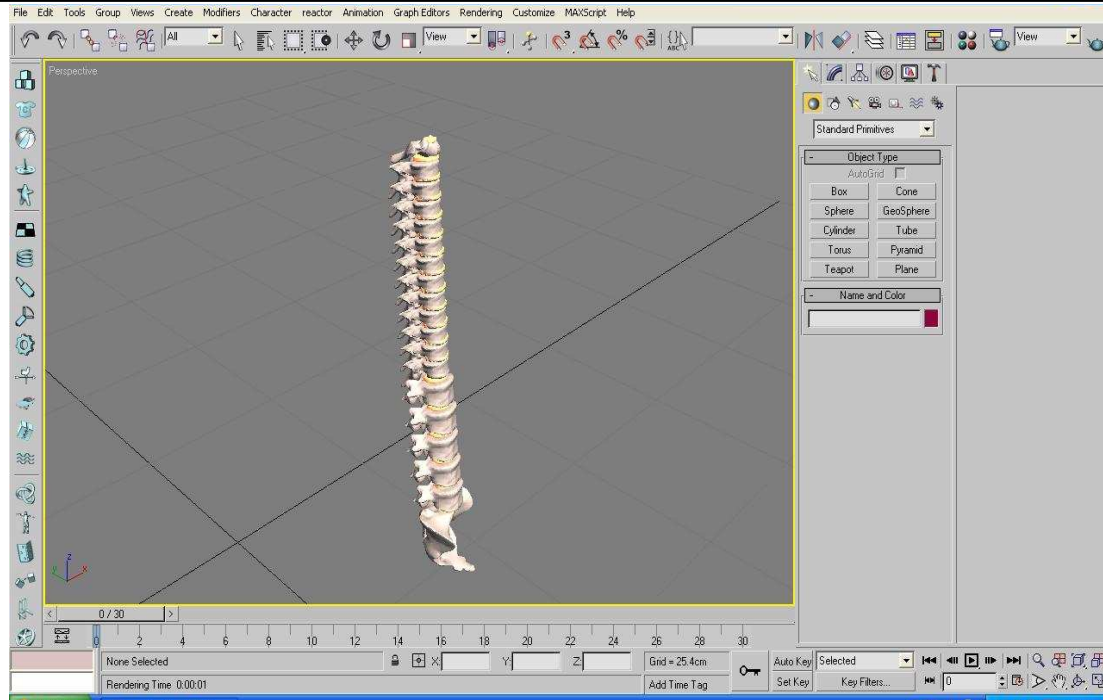 File Edit Tools Group Views Create Modifiers Character reactor Animation Graph Editors Rendering Customize MAXScript Help
All View 3 % ABC View
Perspective
Standard Primitives
- Object Type
AutoGrid
Box Cone
Sphere GeoSphere
Cylinder Tube
Torus Pyramid
Teapot Plane
- Name and Color
z
y x
< 0 / 30 >
0 2 4 6 8 10 12 14 16 18 20 22 24 26 28 30
None Selected X: Y: Z: Grid = 25.4cm Auto Key Selected
Rendering Time 0:00:01 Add Time Tag Set Key Key Filters... 0